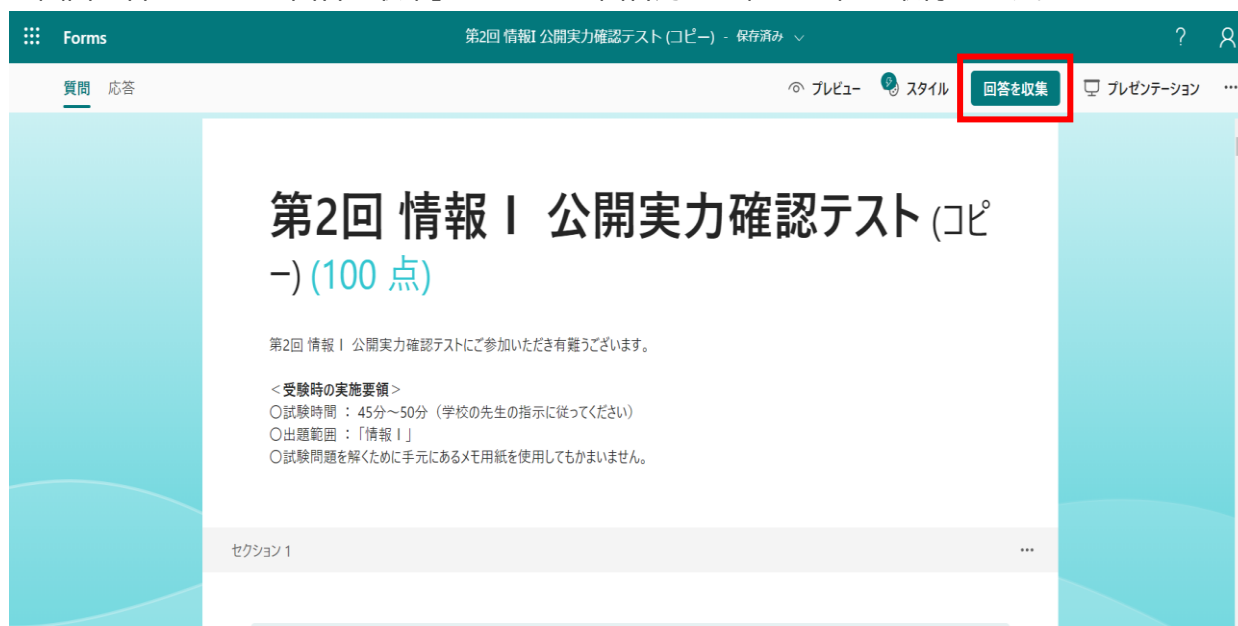 Forms
第2回 情報I 公開実力確認テスト (コピー) - 保存済み
?
質問 応答
プレビュー スタイル 回答を収集 プレゼンテーション ...
第2回 情報Ⅰ 公開実力確認テスト (コピ
ー) (100 点)
第2回 情報Ⅰ 公開実力確認テストにご参加いただき有難うございます。
<受験時の実施要領>
〇試験時間 : 45分~50分 (学校の先生の指示に従ってください)
〇出題範囲 :「情報Ⅰ」
〇試験問題を解くために手元にあるメモ用紙を使用してもかまいません。
セクション 1 ...